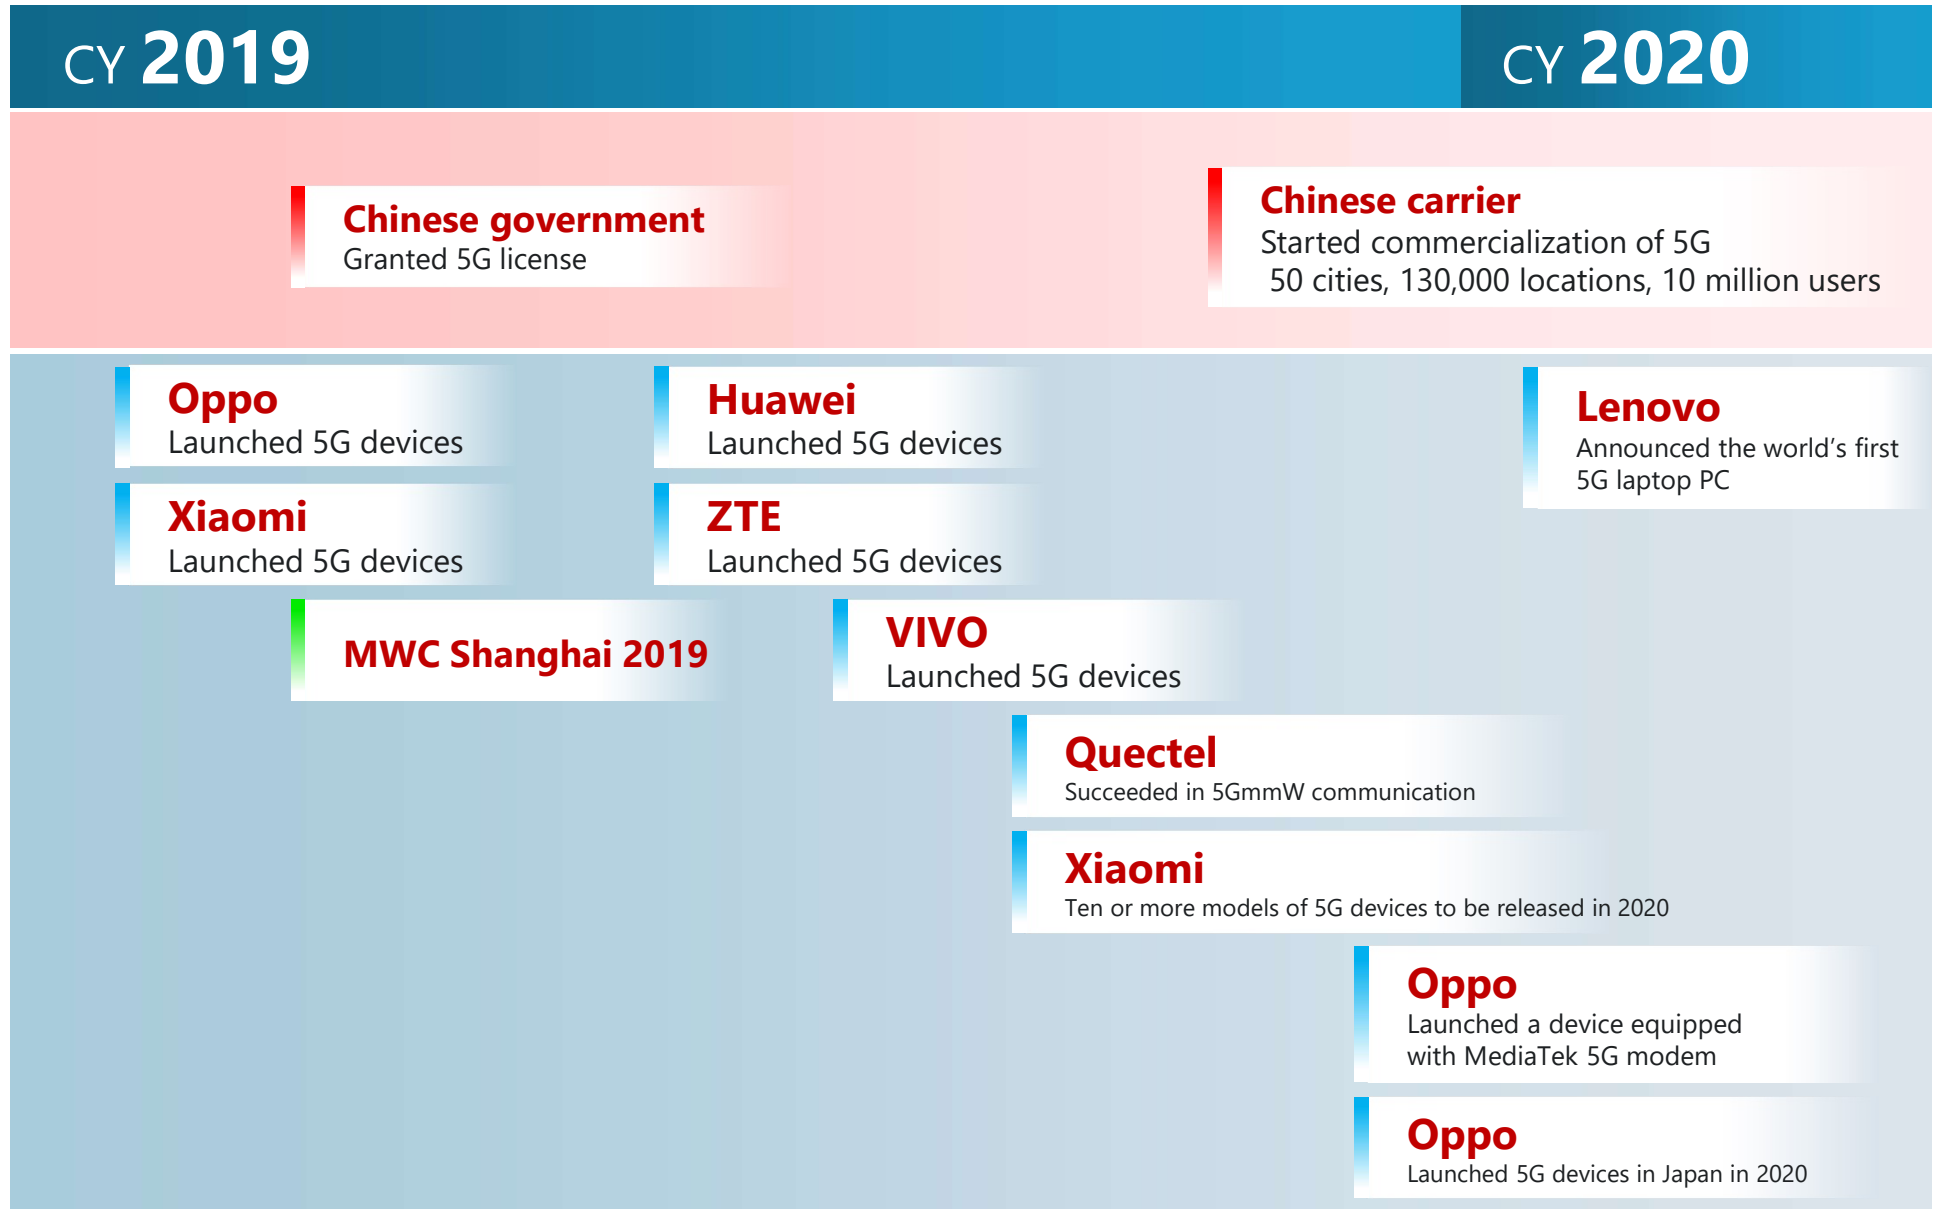 CY 2019
CY 2020
Chinese government
Granted 5G license
Chinese carrier
Started commercialization of 5G
50 cities, 130,000 locations, 10 million users
Oppo
Launched 5G devices
Huawei
Launched 5G devices
Lenovo
Announced the world’s first
5G laptop PC
Xiaomi
Launched 5G devices
ZTE
Launched 5G devices
MWC Shanghai 2019
VIVO
Launched 5G devices
Quectel
Succeeded in 5GmmW communication
Xiaomi
Ten or more models of 5G devices to be released in 2020
Oppo
Launched a device equipped
with MediaTek 5G modem
Oppo
Launched 5G devices in Japan in 2020